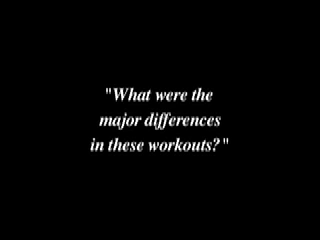 "What were the
major differences
in these workouts?"